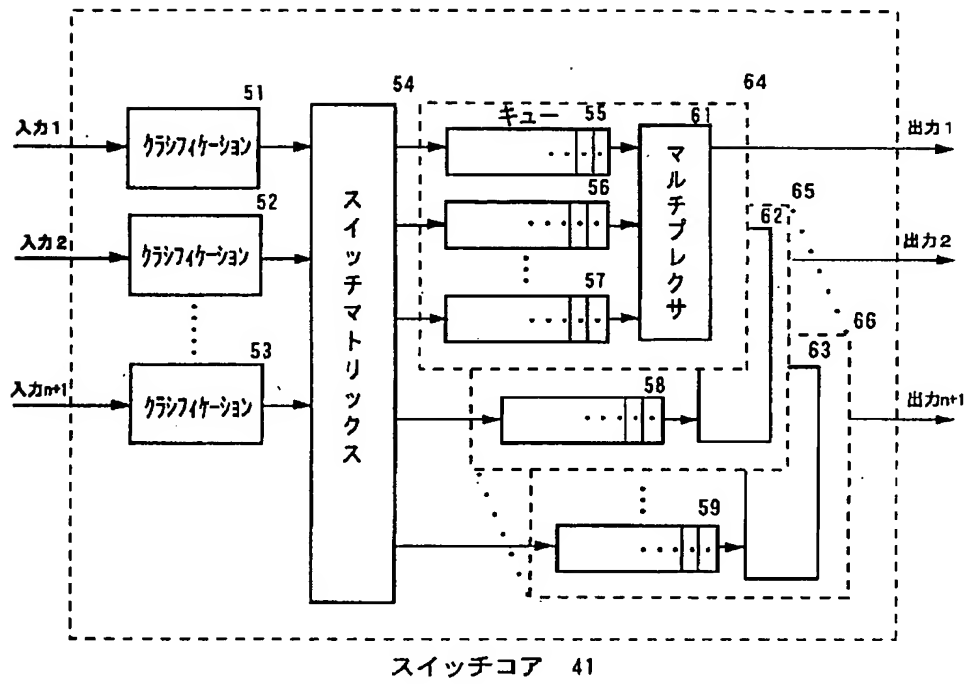 51
54
64
入力1
クラシフィケーション
キュー
55
61
出力1
マルチプレクサ
52
56
65
入力2
クラシフィケーション
スイッチマトリックス
62
出力2
57
66
53
63
入力n+1
クラシフィケーション
58
出力n+1
59
スイッチコア 41